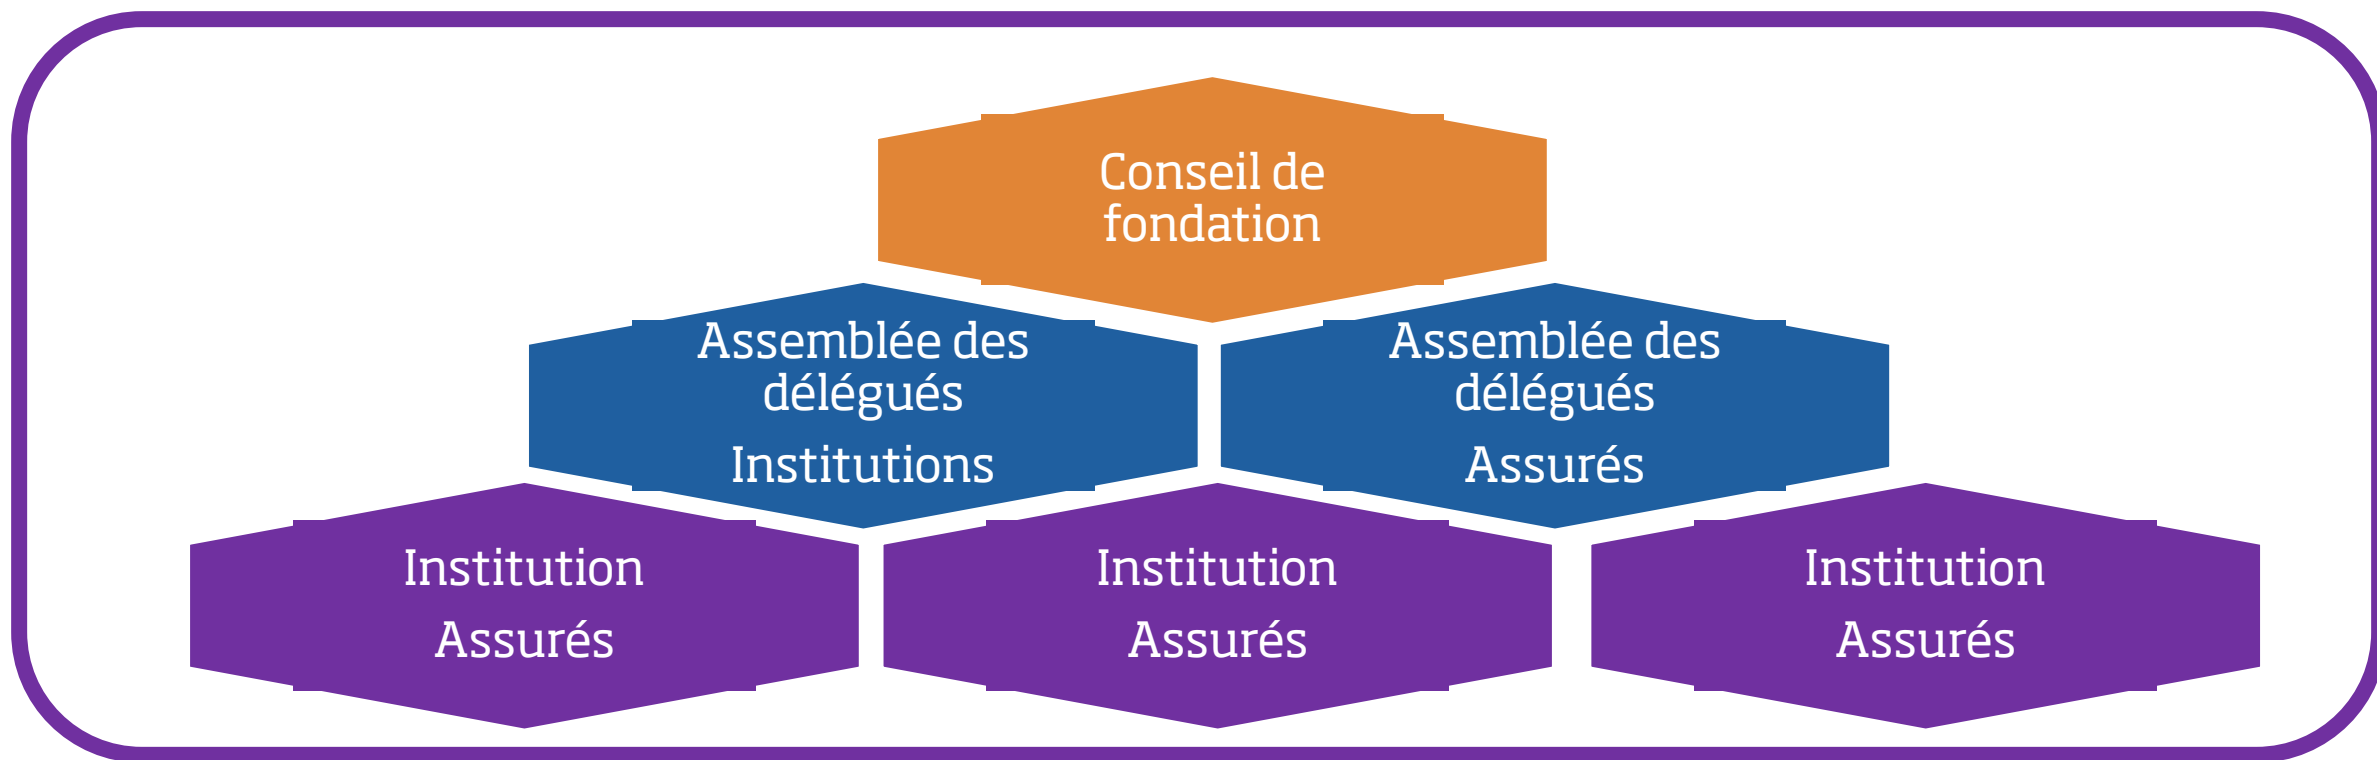 Conseil de
fondation
Assemblée des
délégués
Institutions
Assemblée des
délégués
Assurés
Institution
Assurés
Institution
Assurés
Institution
Assurés